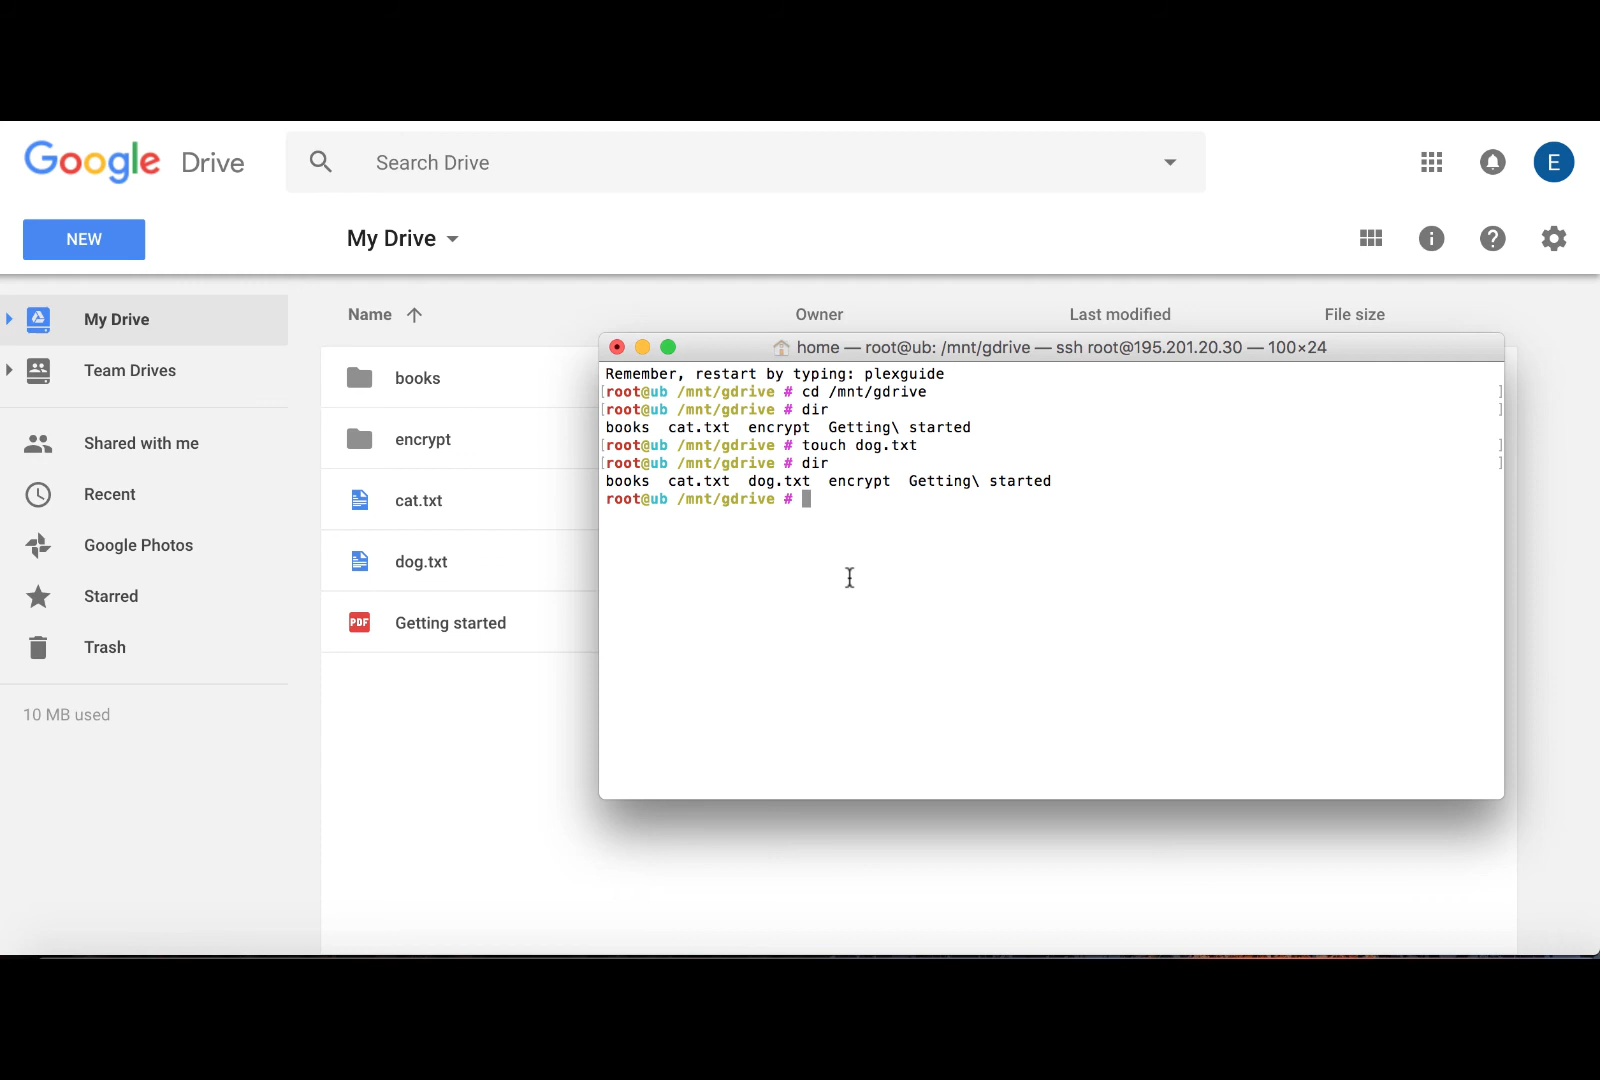 Google Drive
Search Drive
E
NEW
My Drive
My Drive
Team Drives
Shared with me
Recent
Google Photos
Starred
Trash
10 MB used
Name
Owner
Last modified
File size
books
encrypt
cat.txt
dog.txt
PDF Getting started
home — root@ub: /mnt/gdrive — ssh root@195.201.20.30 — 100×24
Remember, restart by typing: plexguide
[root@ub /mnt/gdrive # cd /mnt/gdrive ]
[root@ub /mnt/gdrive # dir ]
books  cat.txt  encrypt  Getting\ started
[root@ub /mnt/gdrive # touch dog.txt ]
[root@ub /mnt/gdrive # dir ]
books  cat.txt  dog.txt  encrypt  Getting\ started
root@ub /mnt/gdrive #